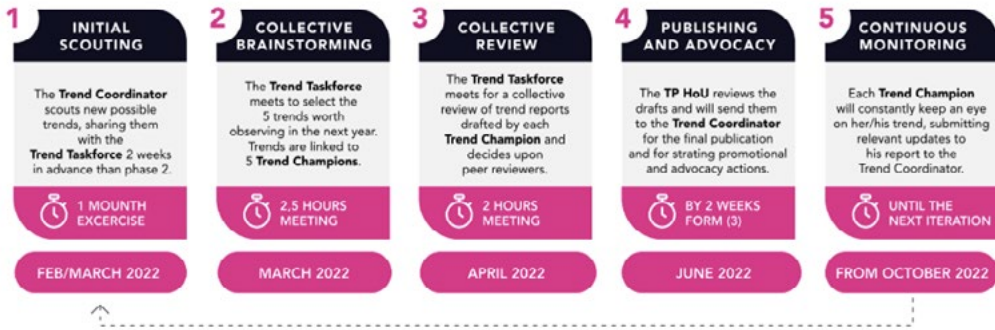 1
INITIAL
SCOUTING
The Trend Coordinator
scouts new possible
trends, sharing them
with the
Trend Taskforce 2 weeks
in advance than phase 2.
1 MOUNTH
EXCERCISE
FEB/MARCH 2022
2
COLLECTIVE
BRAINSTORMING
The Trend Taskforce
meets to select the
5 trends worth
observing in the next year.
Trends are linked to
5 Trend Champions.
2,5 HOURS
MEETING
MARCH 2022
3
COLLECTIVE
REVIEW
The Trend Taskforce
meets for a collective
review of trend reports
drafted by each
Trend Champion and
decides upon
peer reviewers.
2 HOURS
MEETING
APRIL 2022
4
PUBLISHING
AND ADVOCACY
The TP HoU reviews the
drafts and will send them
to the Trend Coordinator
for the final publication
and for strating promotional
and advocacy actions.
BY 2 WEEKS
FORM (3)
JUNE 2022
5
CONTINUOUS
MONITORING
Each Trend Champion
will constantly keep an eye
on her/his trend, submitting
relevant updates to
his report to the
Trend Coordinator.
UNTIL THE
NEXT ITERATION
FROM OCTOBER 2022